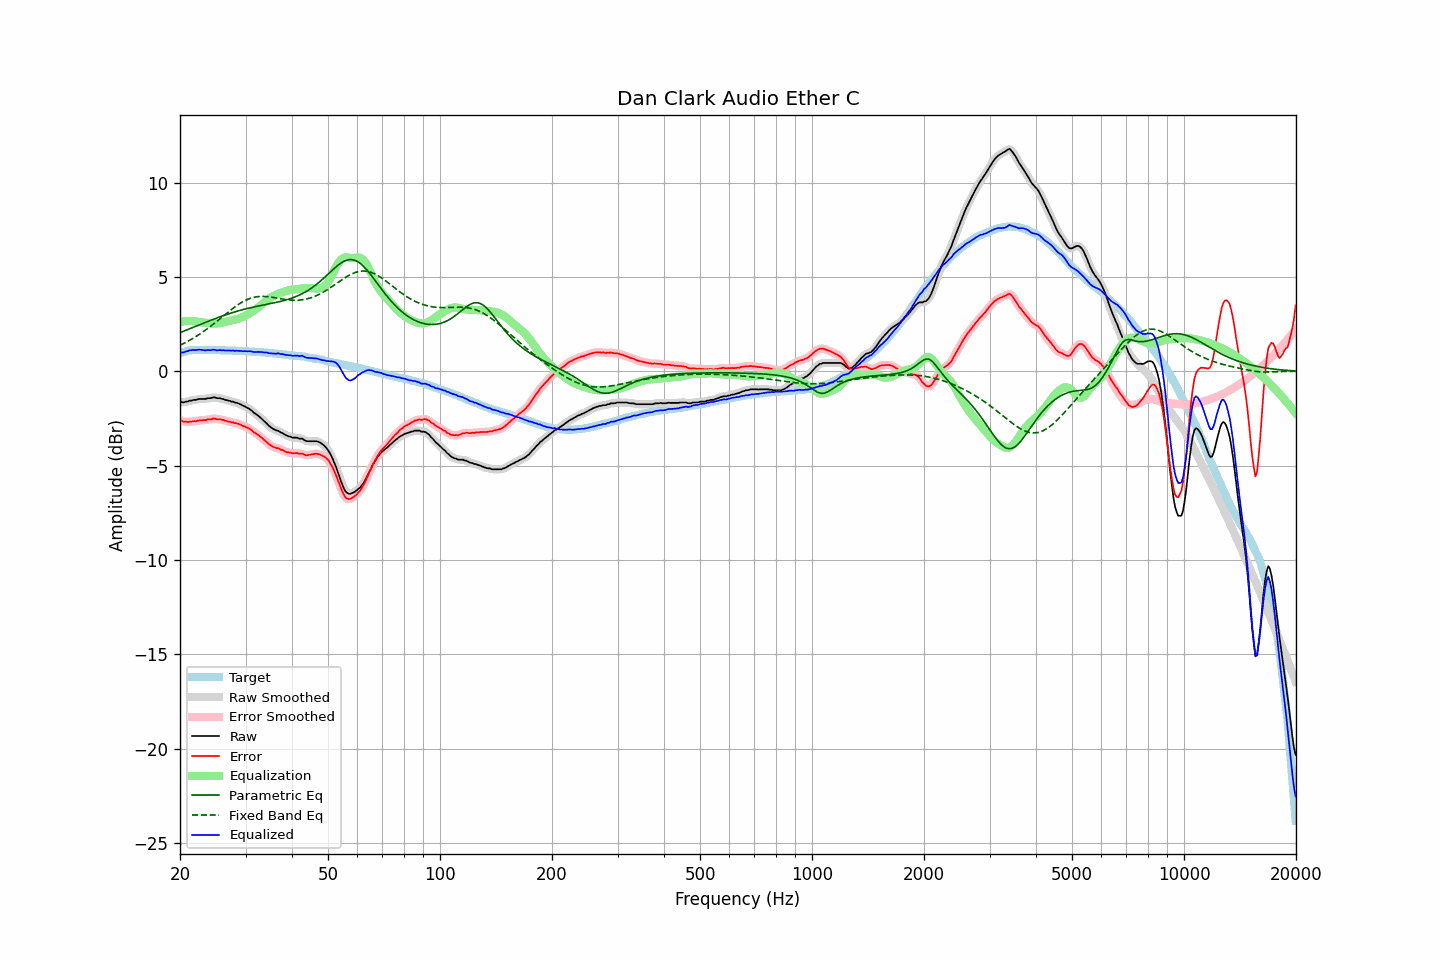 Dan Clark Audio Ether C
Amplitude (dBr)
10
5
0
−5
−10
−15
−20
−25
Target
Raw Smoothed
Error Smoothed
Raw
Error
Equalization
Parametric Eq
Fixed Band Eq
Equalized
20 50 100 200 500 1000 2000 5000 10000 20000
Frequency (Hz)